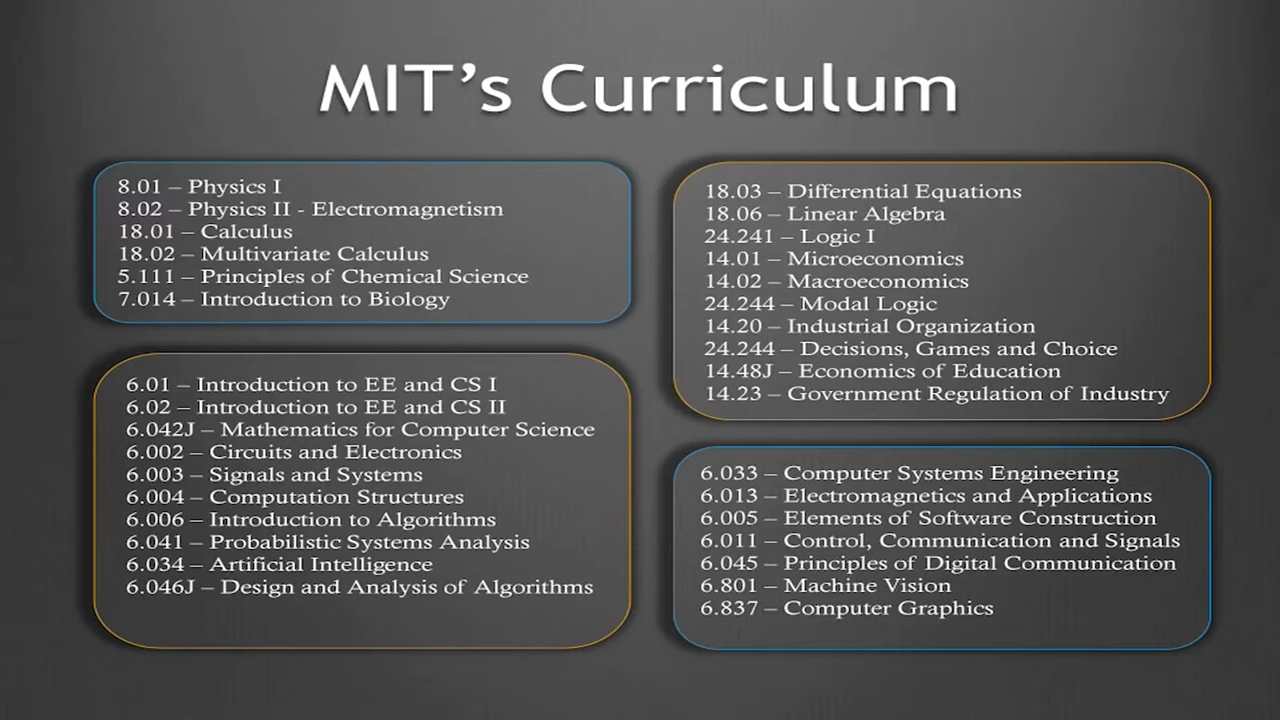 MIT's Curriculum
8.01 – Physics I
8.02 – Physics II - Electromagnetism
18.01 – Calculus
18.02 – Multivariate Calculus
5.111 – Principles of Chemical Science
7.014 – Introduction to Biology
6.01 – Introduction to EE and CS I
6.02 – Introduction to EE and CS II
6.042J – Mathematics for Computer Science
6.002 – Circuits and Electronics
6.003 – Signals and Systems
6.004 – Computation Structures
6.006 – Introduction to Algorithms
6.041 – Probabilistic Systems Analysis
6.034 – Artificial Intelligence
6.046J – Design and Analysis of Algorithms
18.03 – Differential Equations
18.06 – Linear Algebra
24.241 – Logic I
14.01 – Microeconomics
14.02 – Macroeconomics
24.244 – Modal Logic
14.20 – Industrial Organization
24.244 – Decisions, Games and Choice
14.48J – Economics of Education
14.23 – Government Regulation of Industry
6.033 – Computer Systems Engineering
6.013 – Electromagnetics and Applications
6.005 – Elements of Software Construction
6.011 – Control, Communication and Signals
6.045 – Principles of Digital Communication
6.801 – Machine Vision
6.837 – Computer Graphics